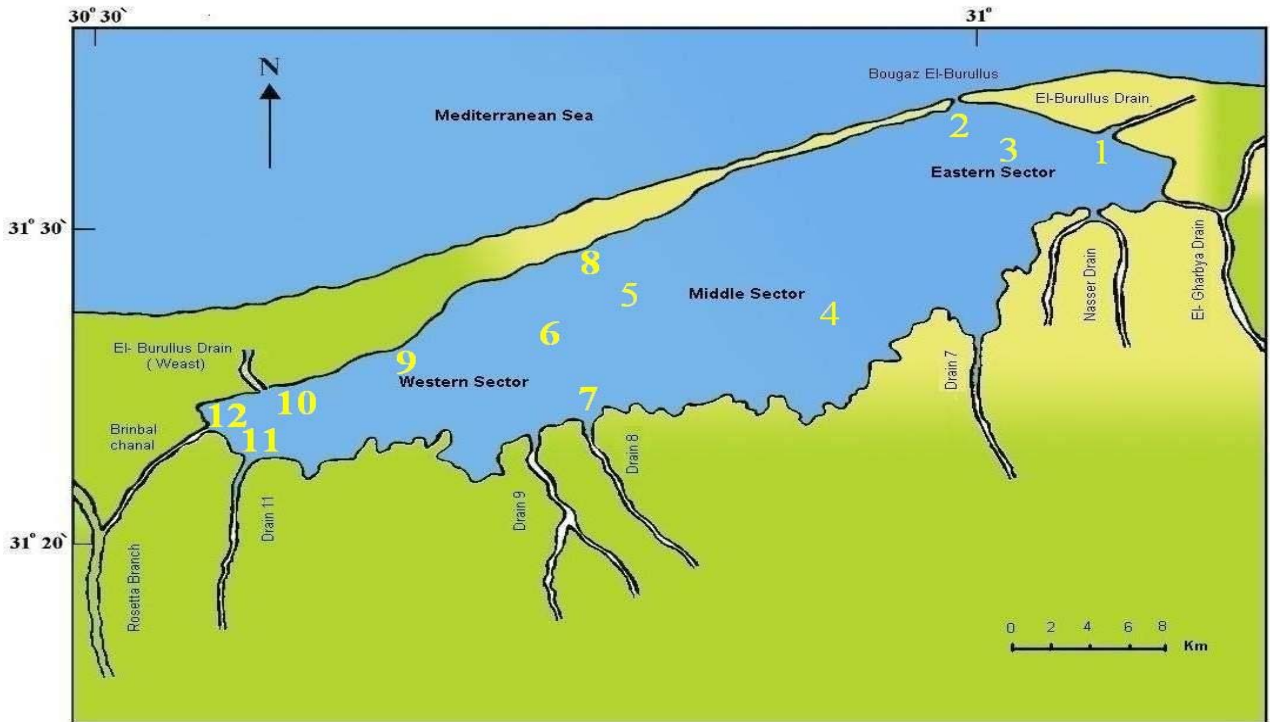 30° 30`
31°
N
Bougaz El-Burullus
El-Burullus Drain
Mediterranean Sea
2
3
1
Eastern Sector
31° 30`
8
5
Middle Sector
4
Nasser Drain
El- Gharbya Drain
6
El- Burullus Drain
( Weast)
9
Western Sector
Drain 7
10
7
12
11
Brinbal
chanal
Drain 8
Drain 9
Drain 11
31° 20`
Rosetta Branch
0 2 4 6 8
Km